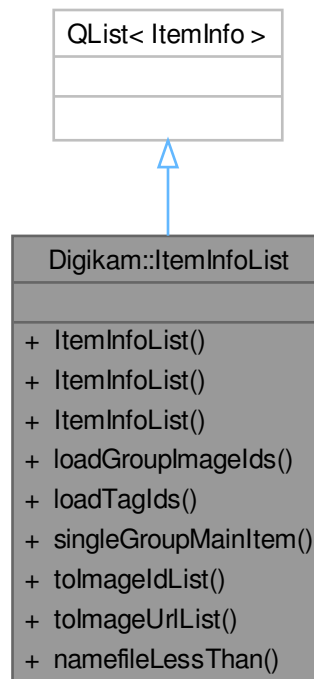 QList< ItemInfo >
Digikam::ItemInfoList
+ ItemInfoList()
+ ItemInfoList()
+ ItemInfoList()
+ loadGroupImageIds()
+ loadTagIds()
+ singleGroupMainItem()
+ toImageIdList()
+ toImageUrlList()
+ namefileLessThan()